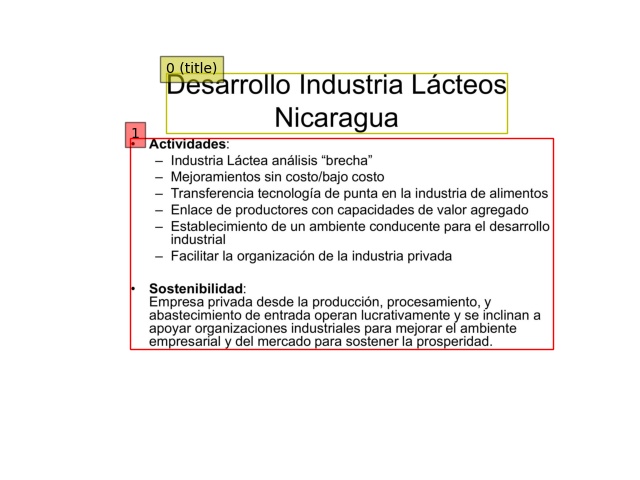 0 (title)
Desarrollo Industria Lácteos
Nicaragua
1
• Actividades:
– Industria Láctea análisis “brecha”
– Mejoramientos sin costo/bajo costo
– Transferencia tecnología de punta en la industria de alimentos
– Enlace de productores con capacidades de valor agregado
– Establecimiento de un ambiente conducente para el desarrollo
industrial
– Facilitar la organización de la industria privada
• Sostenibilidad:
Empresa privada desde la producción, procesamiento, y
abastecimiento de entrada operan lucrativamente y se inclinan a
apoyar organizaciones industriales para mejorar el ambiente
empresarial y del mercado para sostener la prosperidad.